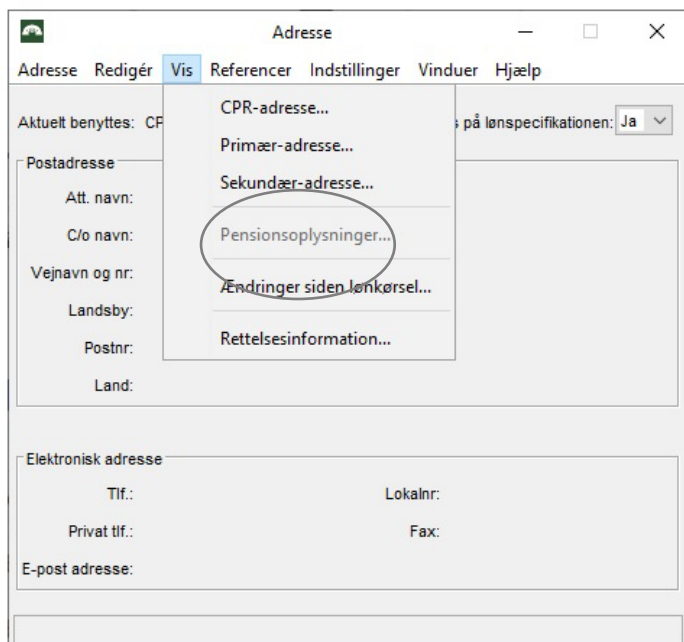 Adresse
Adresse Redigér Vis Referencer Indstillinger Vinduer Hjælp
Aktuelt benyttes: CP
på lønspecifikationen: Ja
CPR-adresse...
Primær-adresse...
Sekundær-adresse...
Pensionsoplysninger...
Ændringer siden lønkørsel...
Rettelsesinformation...
Postadresse
Att. navn:
C/o navn:
Vejnavn og nr:
Landsby:
Postnr:
Land:
Elektronisk adresse
Tlf.: Lokalnr:
Privat tlf.: Fax:
E-post adresse: